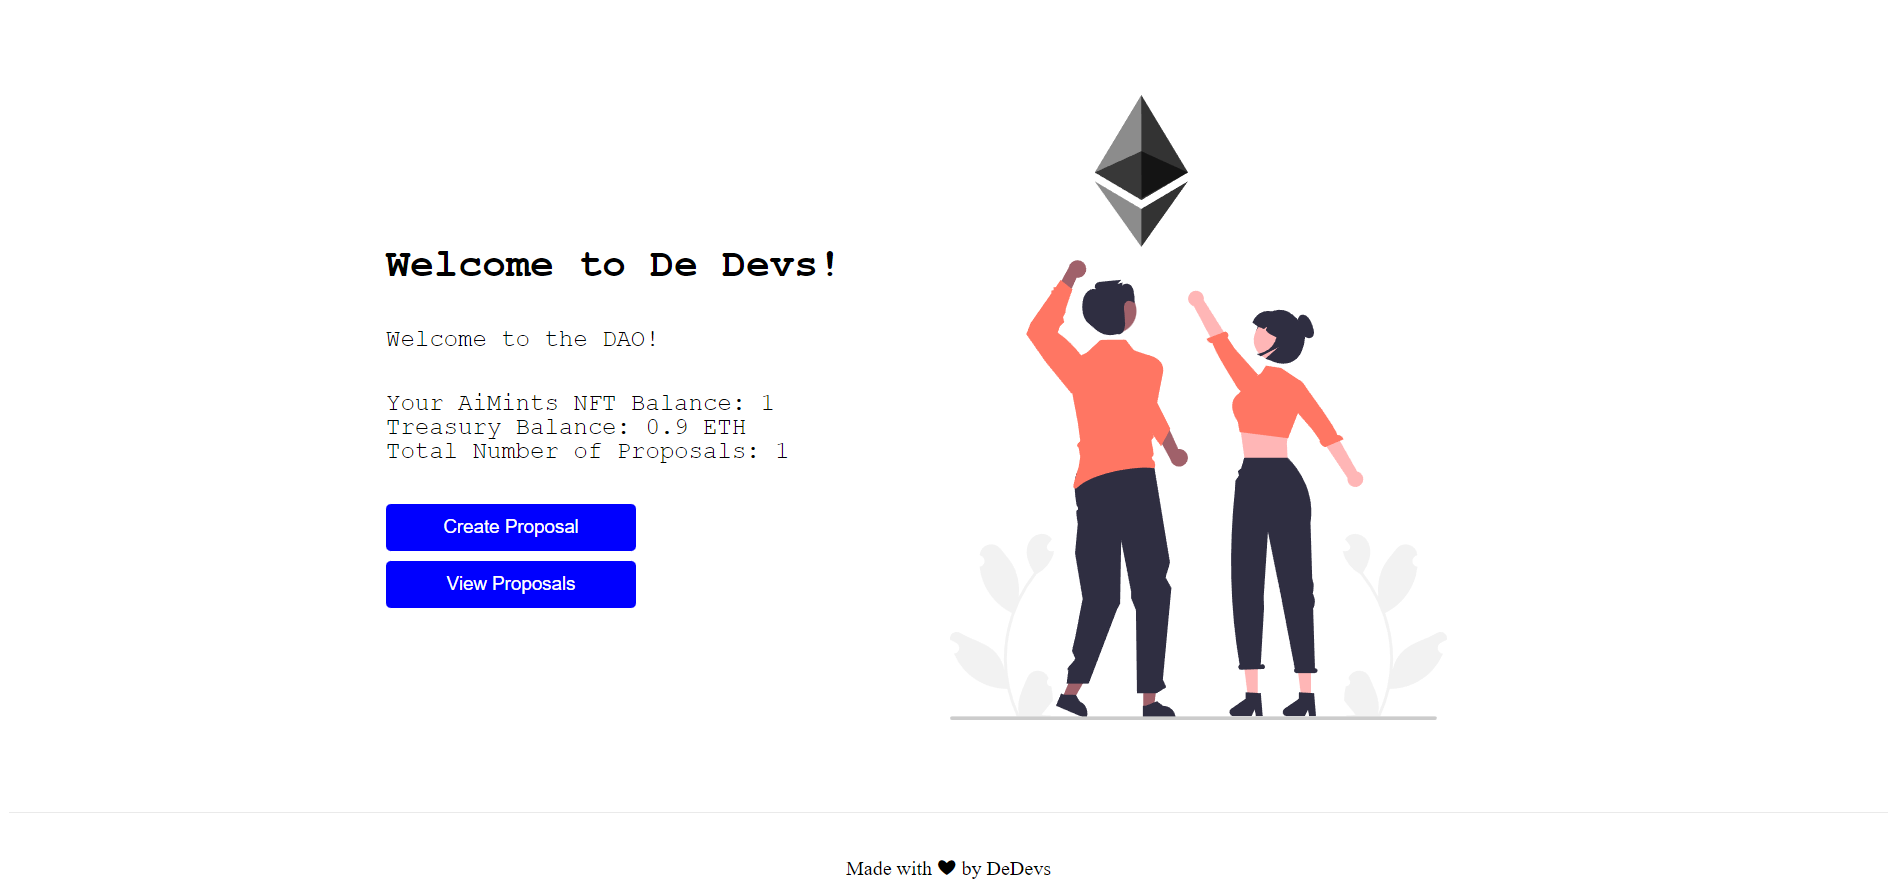 Welcome to De Devs!
Welcome to the DAO!
Your AiMints NFT Balance: 1
Treasury Balance: 0.9 ETH
Total Number of Proposals: 1
Create Proposal
View Proposals
Made with ❤ by DeDevs